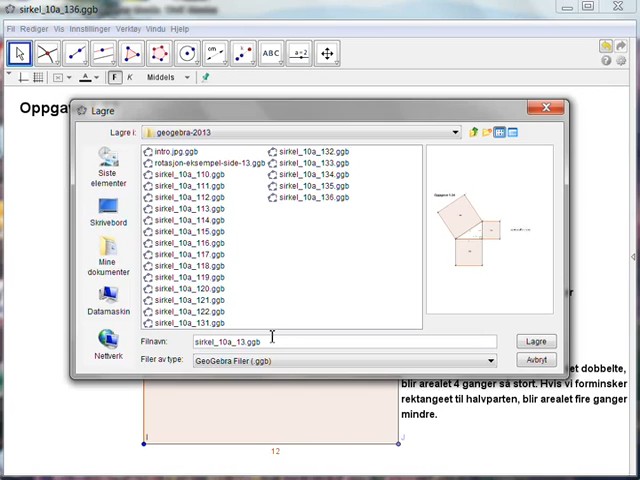 sirkel_10a_136.ggb
Fil Rediger Vis Innstillinger Verktøy Vindu Hjelp
ABC a=2
A F K Middels
Oppga
Lagre
Lagre i: geogebra-2013
Siste elementer
Skrivebord
Mine dokumenter
Datamaskin
Nettverk
intro.jpg.ggb
rotasjon-eksempel-side-13.ggb
sirkel_10a_110.ggb
sirkel_10a_111.ggb
sirkel_10a_112.ggb
sirkel_10a_113.ggb
sirkel_10a_114.ggb
sirkel_10a_115.ggb
sirkel_10a_116.ggb
sirkel_10a_117.ggb
sirkel_10a_118.ggb
sirkel_10a_119.ggb
sirkel_10a_120.ggb
sirkel_10a_121.ggb
sirkel_10a_122.ggb
sirkel_10a_131.ggb
sirkel_10a_132.ggb
sirkel_10a_133.ggb
sirkel_10a_134.ggb
sirkel_10a_135.ggb
sirkel_10a_136.ggb
Filnavn: sirkel_10a_13.ggb Lagre
Filer av type: GeoGebra Filer (.ggb) Avbryt
et dobbelte,
blir arealet 4 ganger så stort. Hvis vi forminsker
rektangeet til halvparten, blir arealet fire ganger
mindre.
12